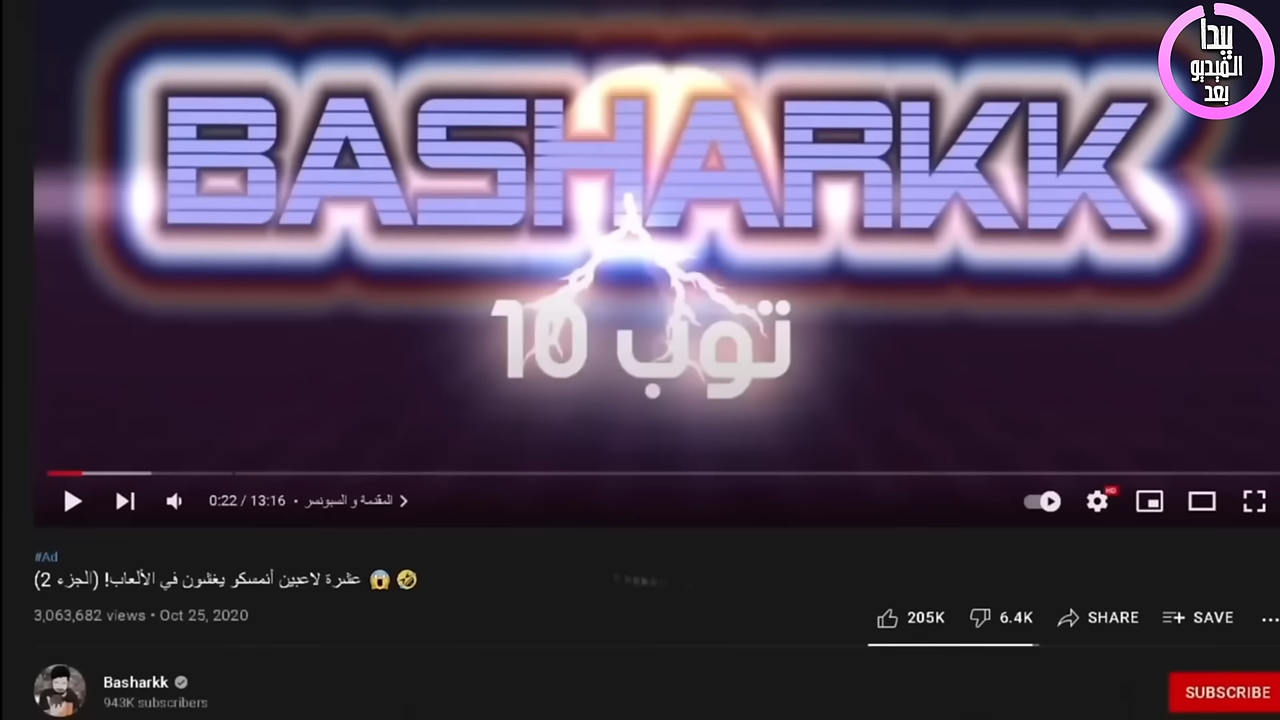 يبدا
الفيديو
بعد
BASHARKK
توب 10
0:22 / 13:16 • المقدمة و السبونسر
HD
#Ad
عشرة لاعبين أنمسكو يغشون في الألعاب! (الجزء 2)
3,063,682 views • Oct 25, 2020
205K 6.4K SHARE SAVE
Basharkk
943K subscribers
SUBSCRIBE